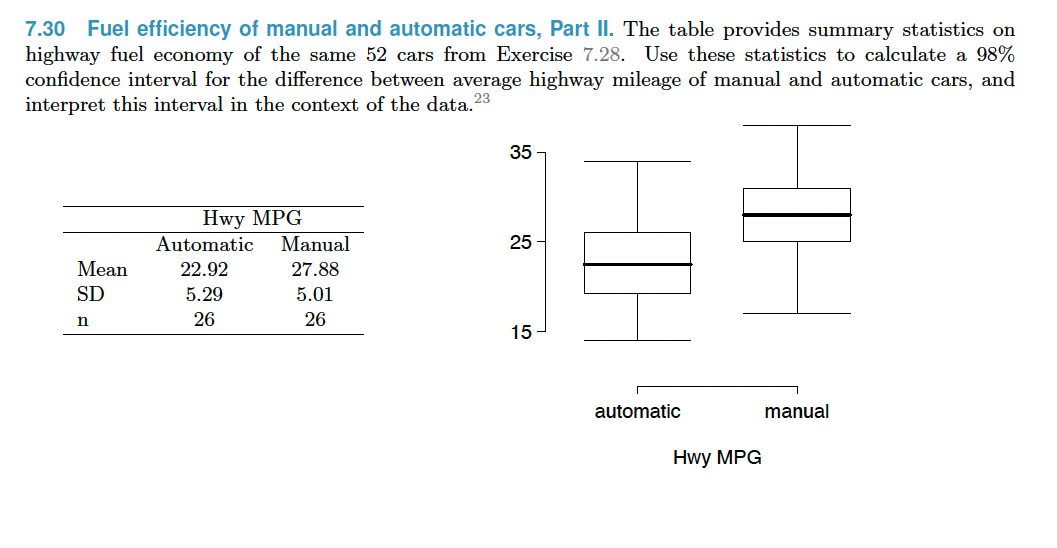 7.30 Fuel efficiency of manual and automatic cars, Part II. The table provides summary statistics on
highway fuel economy of the same 52 cars from Exercise 7.28. Use these statistics to calculate a 98%
confidence interval for the difference between average highway mileage of manual and automatic cars, and
interpret this interval in the context of the data.23
Hwy MPG
Automatic Manual
Mean 22.92 27.88
SD 5.29 5.01
n 26 26
35
25
15
automatic manual
Hwy MPG